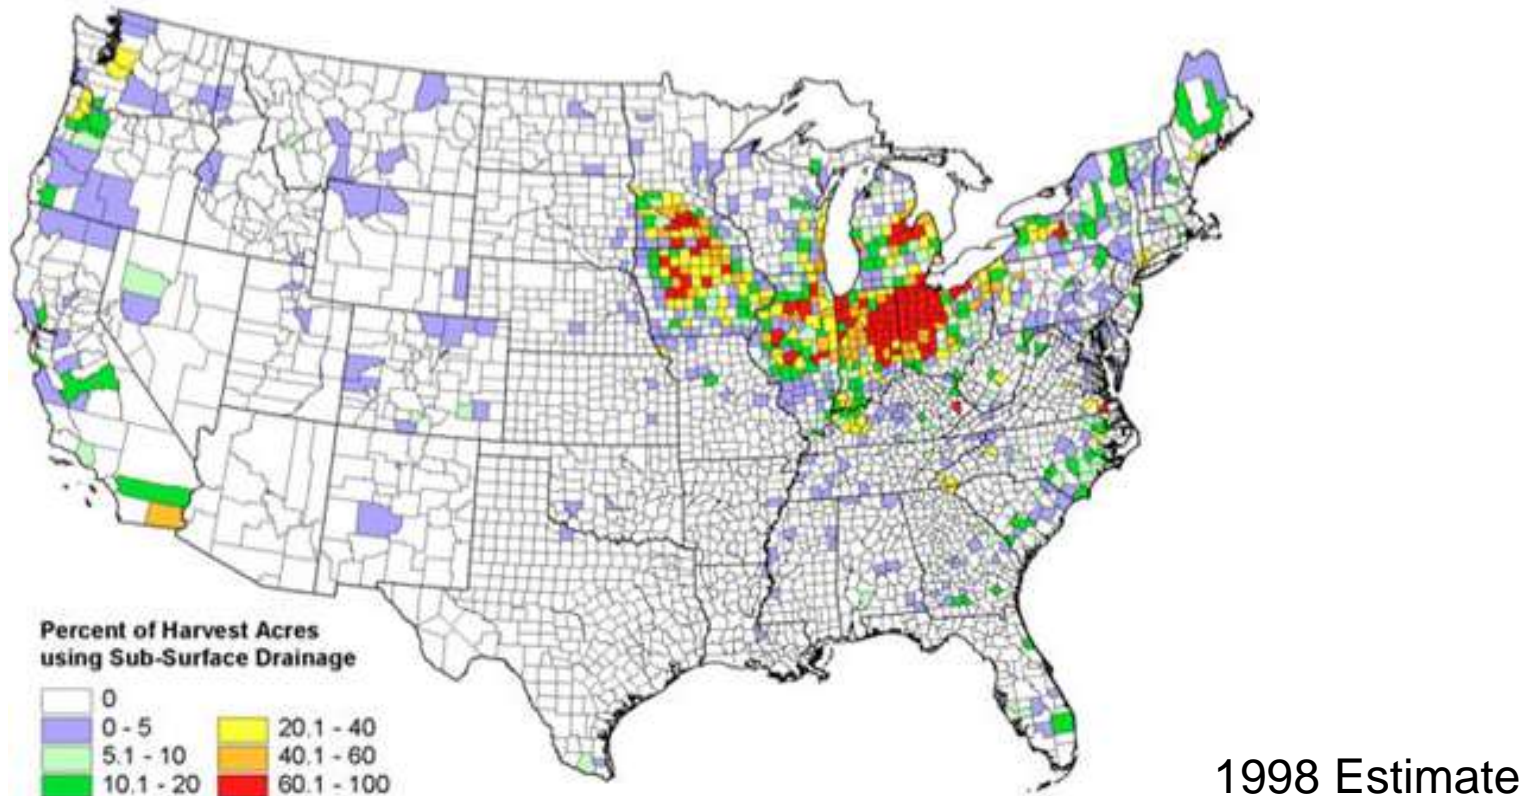 Percent of Harvest Acres
using Sub-Surface Drainage
0
0 - 5
5.1 - 10
10.1 - 20
20.1 - 40
40.1 - 60
60.1 - 100
1998 Estimate